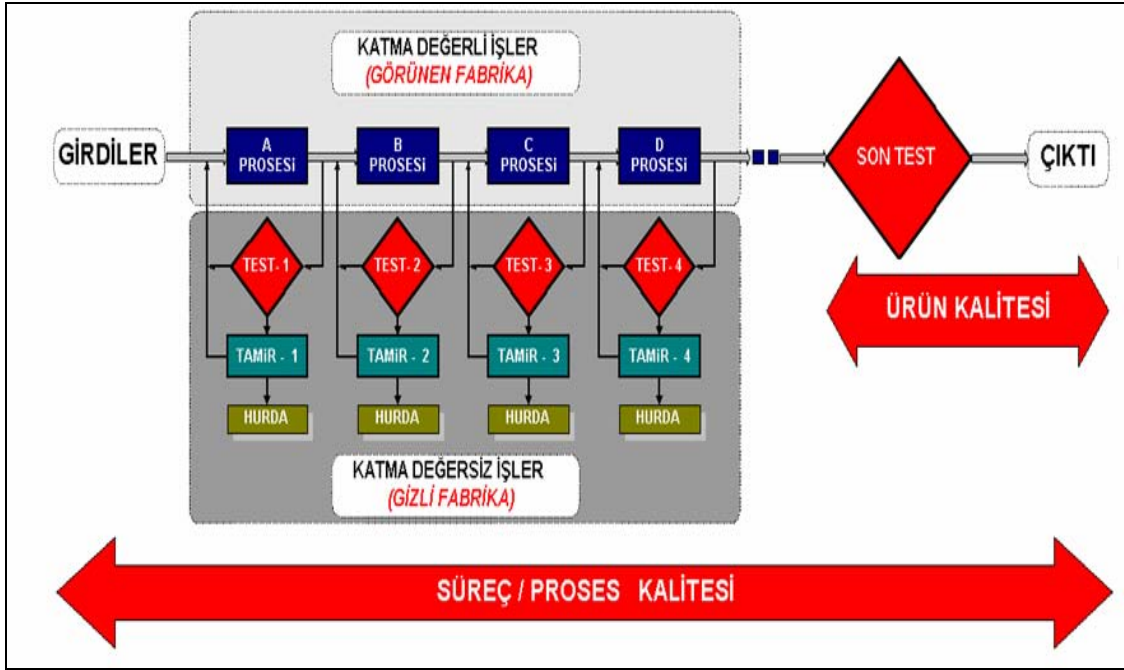 KATMA DEĞERLİ İŞLER
(GÖRÜNEN FABRİKA)
GİRDİLER
A
PROSESİ
B
PROSESİ
C
PROSESİ
D
PROSESİ
SON TEST
ÇIKTI
TEST- 1
TEST- 2
TEST- 3
TEST- 4
ÜRÜN KALİTESİ
TAMİR - 1
TAMİR - 2
TAMİR - 3
TAMİR - 4
HURDA
HURDA
HURDA
HURDA
KATMA DEĞERSİZ İŞLER
(GİZLİ FABRİKA)
SÜREÇ / PROSES KALİTESİ